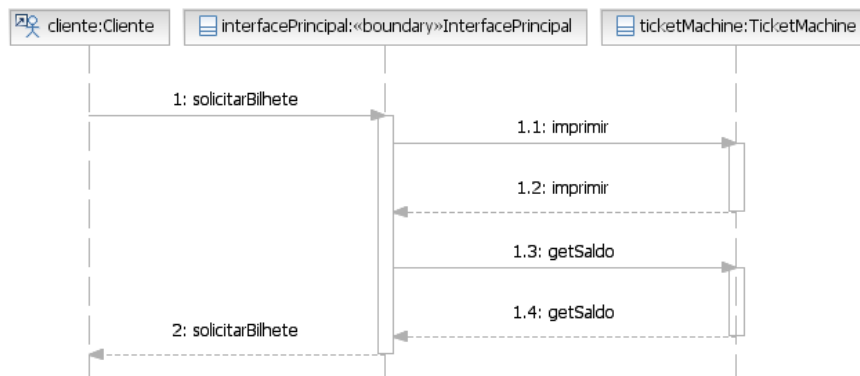 cliente:Cliente
interfacePrincipal:«boundary»InterfacePrincipal
ticketMachine:TicketMachine
1: solicitarBilhete
1.1: imprimir
1.2: imprimir
1.3: getSaldo
1.4: getSaldo
2: solicitarBilhete